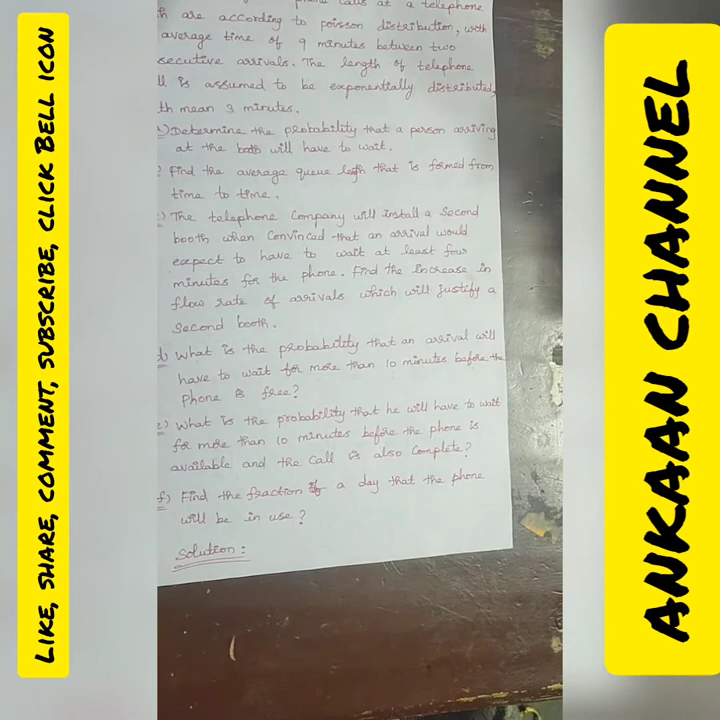 LIKE, SHARE, COMMENT, SUBSCRIBE, CLICK BELL ICON
calls at a telephone
are according to poisson distribution, with
average time of 9 minutes between two
secutive arrivals. The length of telephone
ll is assumed to be exponentially distributed,
th mean 3 minutes.
Determine the probability that a person arriving
at the booth will have to wait.
Find the average queue length that is formed from
time to time.
c) The telephone Company will install a Second
booth when Convinced that an arrival would
expect to have to wait at least four
minutes for the phone. Find the increase in
flow rate of arrivals which will justify a
Second booth.
d) What is the probability that an arrival will
have to wait for more than 10 minutes before the
phone is free?
e) What is the probability that he will have to wait
for more than 10 minutes before the phone is
available and the call is also complete?
f) Find the fraction of a day that the phone
will be in use?
Solution:
ANKAAN CHANNEL